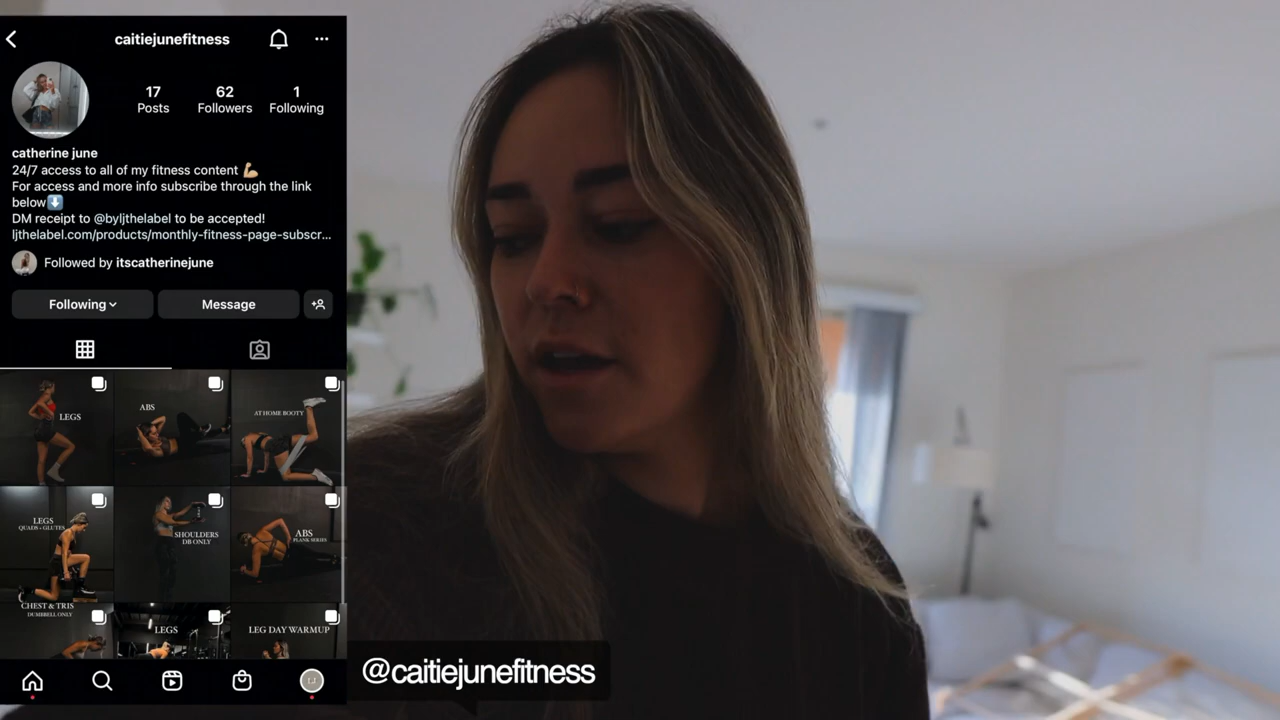 caitiejunefitness
17
Posts
62
Followers
1
Following
catherine june
24/7 access to all of my fitness content 💪🏼
For access and more info subscribe through the link
below⬇️
DM receipt to @byljthelabel to be accepted!
ljthelabel.com/products/monthly-fitness-page-subscr...
Followed by itscatherinejune
Following
Message
LEGS
ABS
AT HOME BOOTY
LEGS
QUADS + GLUTES
SHOULDERS
DB ONLY
ABS
PLANK SERIES
CHEST & TRIS
DUMBBELL ONLY
LEGS
LEG DAY WARMUP
@caitiejunefitness